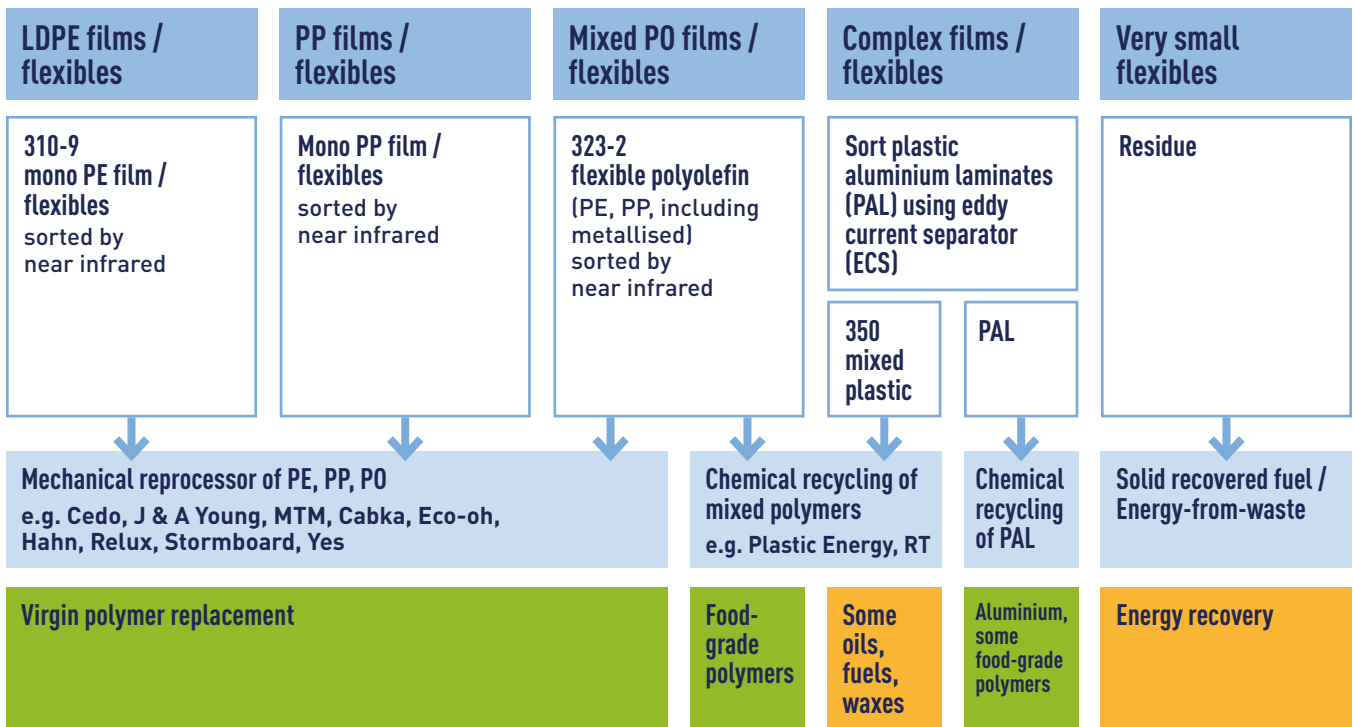 LDPE films /
flexibles
PP films /
flexibles
Mixed PO films /
flexibles
Complex films /
flexibles
Very small
flexibles
310-9
mono PE film /
flexibles
sorted by
near infrared
Mono PP film /
flexibles
sorted by
near infrared
323-2
flexible polyolefin
(PE, PP, including
metallised)
sorted by
near infrared
Sort plastic
aluminium laminates
(PAL) using eddy
current separator
(ECS)
350
mixed
plastic
PAL
Residue
Mechanical reprocessor of PE, PP, PO
e.g. Cedo, J & A Young, MTM, Cabka, Eco-oh,
Hahn, Relux, Stormboard, Yes
Chemical recycling of
mixed polymers
e.g. Plastic Energy, RT
Chemical
recycling
of PAL
Solid recovered fuel /
Energy-from-waste
Virgin polymer replacement
Food-
grade
polymers
Some
oils,
fuels,
waxes
Aluminium,
some
food-grade
polymers
Energy recovery